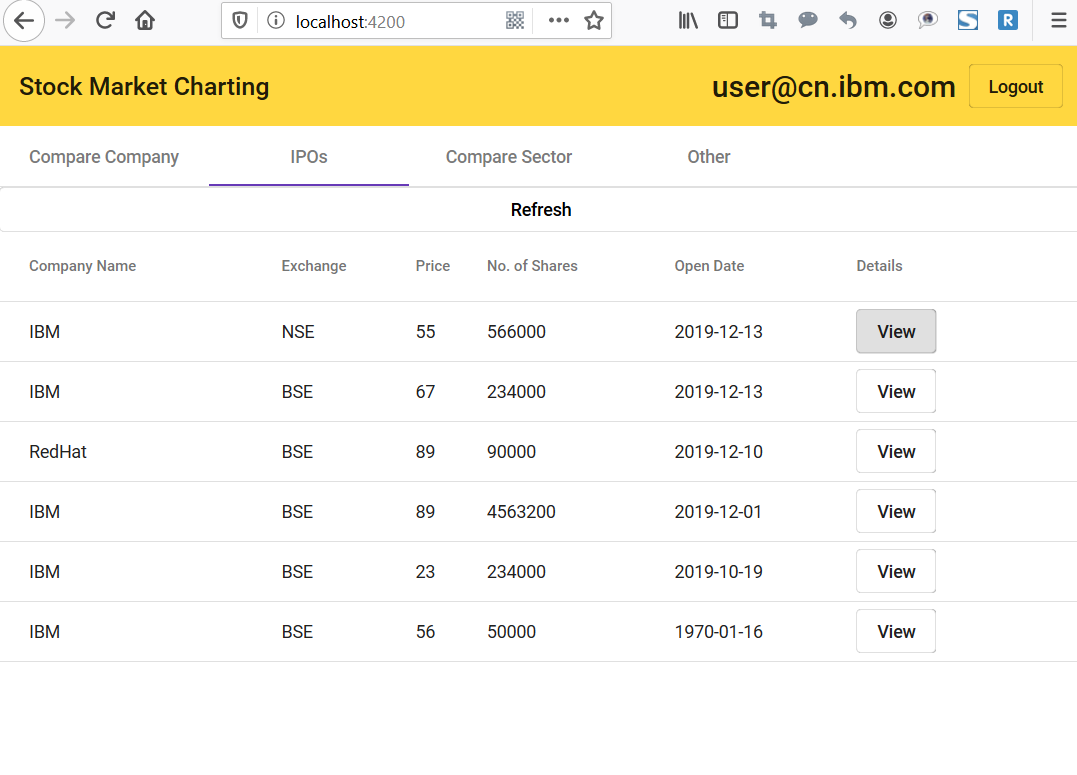 localhost:4200
Stock Market Charting user@cn.ibm.com Logout
Compare Company IPOs Compare Sector Other
Refresh
Company Name Exchange Price No. of Shares Open Date Details
IBM NSE 55 566000 2019-12-13 View
IBM BSE 67 234000 2019-12-13 View
RedHat BSE 89 90000 2019-12-10 View
IBM BSE 89 4563200 2019-12-01 View
IBM BSE 23 234000 2019-10-19 View
IBM BSE 56 50000 1970-01-16 View